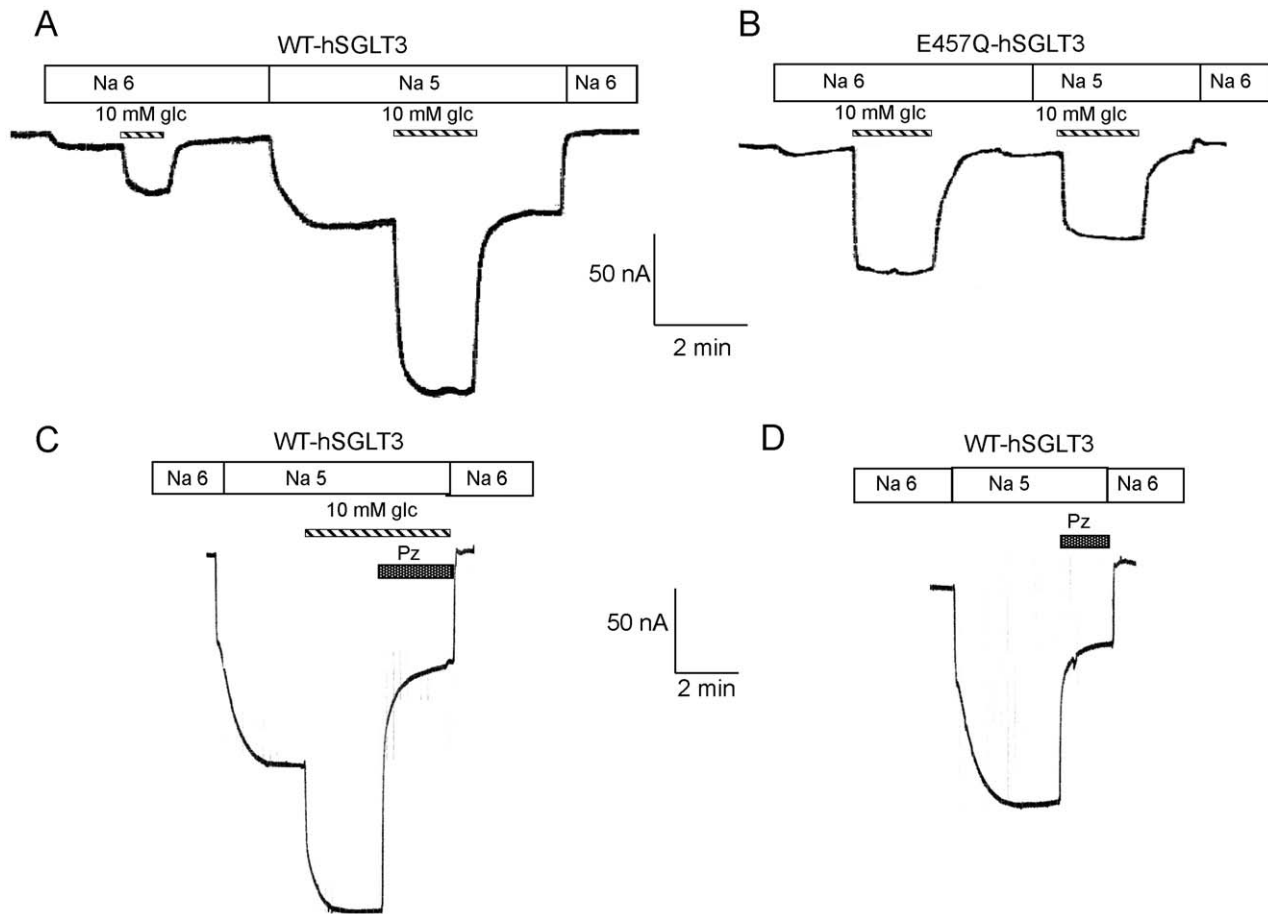 A
WT-hSGLT3
Na 6
Na 5
Na 6
10 mM glc
10 mM glc
B
E457Q-hSGLT3
Na 6
Na 5
Na 6
10 mM glc
10 mM glc
50 nA
2 min
C
WT-hSGLT3
Na 6
Na 5
Na 6
10 mM glc
Pz
D
WT-hSGLT3
Na 6
Na 5
Na 6
Pz
50 nA
2 min